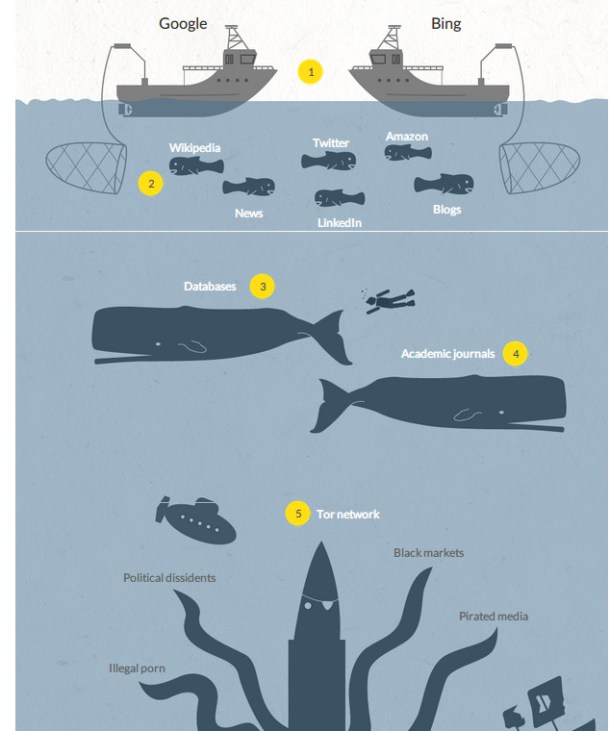 Google
Bing
1
Wikipedia
Twitter
Amazon
2
News
LinkedIn
Blogs
Databases
3
Academic journals
4
5
Tor network
Black markets
Political dissidents
Pirated media
Illegal porn